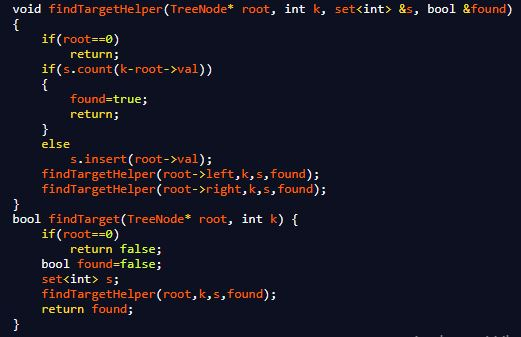 void findTargetHelper(TreeNode* root, int k, set<int> &s, bool &found)
{
    if(root==0)
        return;
    if(s.count(k-root->val))
    {
        found=true;
        return;
    }
    else
        s.insert(root->val);
    findTargetHelper(root->left,k,s,found);
    findTargetHelper(root->right,k,s,found);
}
bool findTarget(TreeNode* root, int k) {
    if(root==0)
        return false;
    bool found=false;
    set<int> s;
    findTargetHelper(root,k,s,found);
    return found;
}